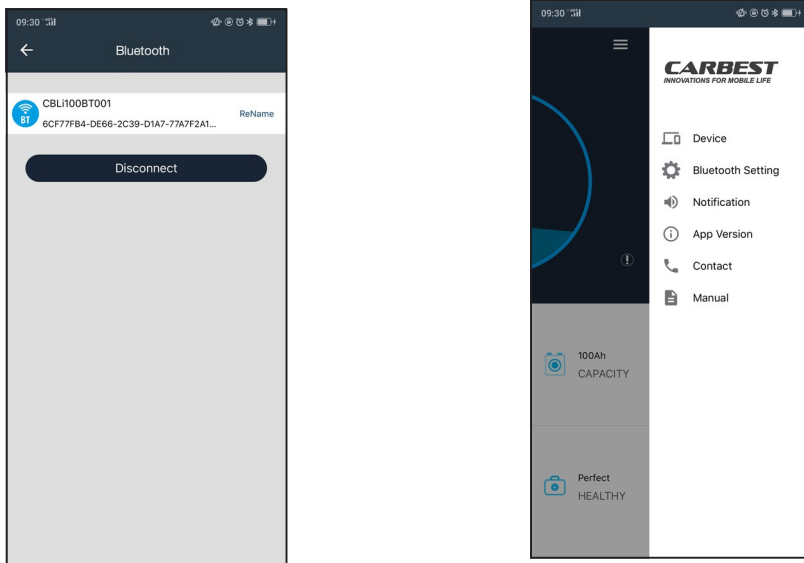 09:30
Bluetooth
CBLi100BT001
6CF77FB4-DE66-2C39-D1A7-77A7F2A1...
ReName
BT
Disconnect
09:30
CARBEST
INNOVATIONS FOR MOBILE LIFE
Device
Bluetooth Setting
Notification
App Version
Contact
Manual
100Ah
CAPACITY
Perfect
HEALTHY